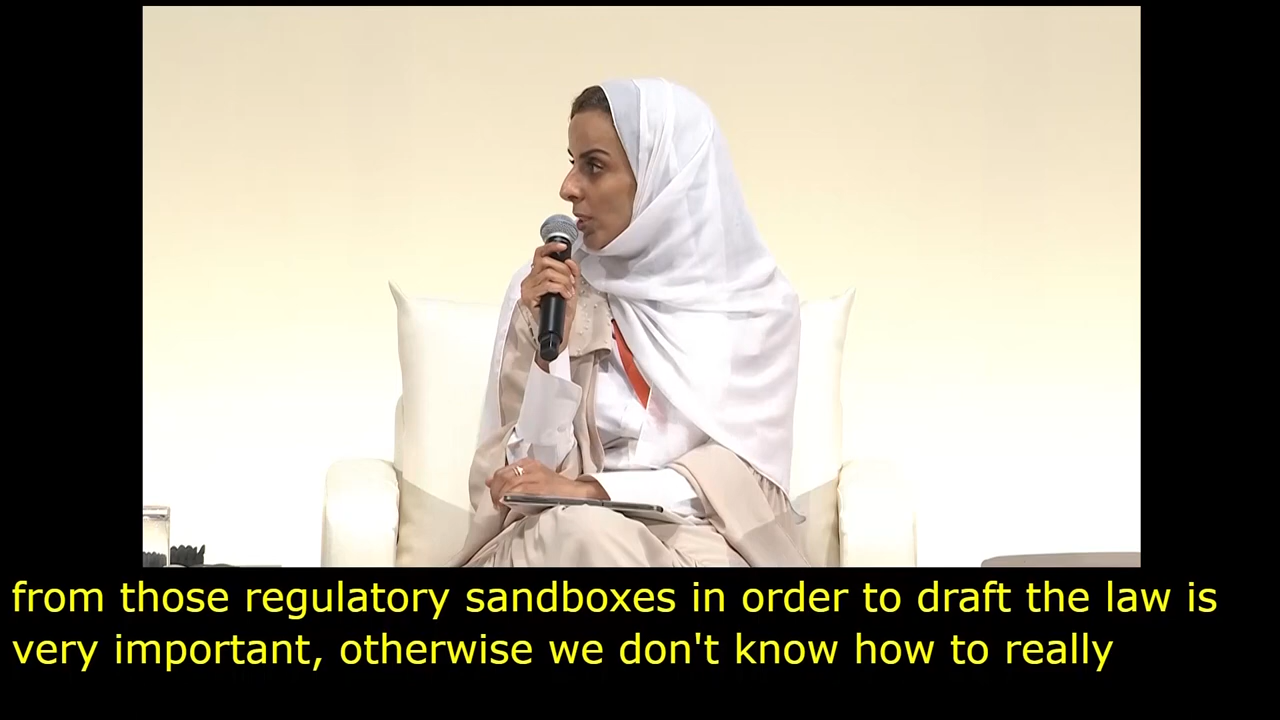 from those regulatory sandboxes in order to draft the law is
very important, otherwise we don't know how to really